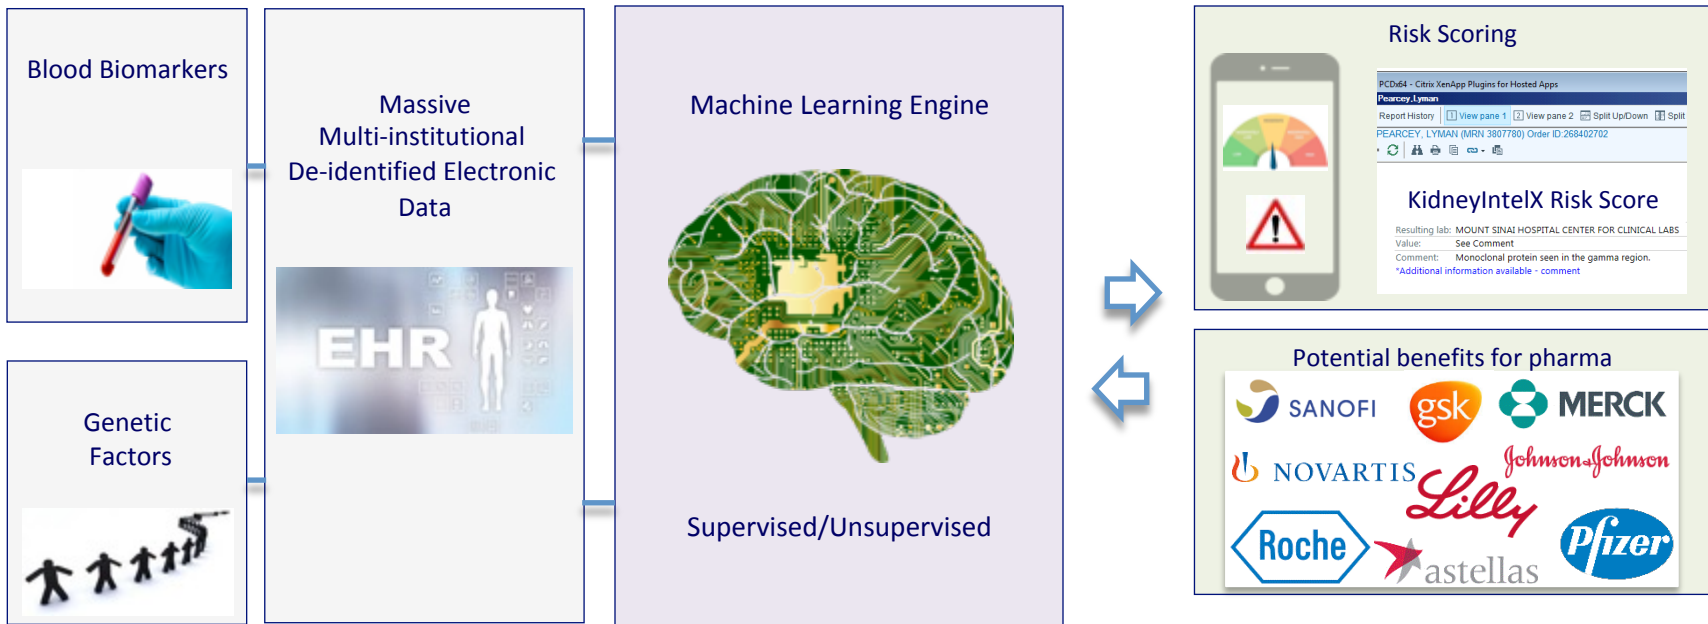 Blood Biomarkers
Genetic
Factors
Massive
Multi-institutional
De-identified Electronic
Data
EHR
Machine Learning Engine
Supervised/Unsupervised
Risk Scoring
PCDx64 - Citrix XenApp Plugins for Hosted Apps
Pearcey, Lyman
Report History 1 View pane 1 2 View pane 2 Split Up/Down Split
PEARCEY, LYMAN (MRN 3807780) Order ID:268402702
KidneyIntelX Risk Score
Resulting lab: MOUNT SINAI HOSPITAL CENTER FOR CLINICAL LABS
Value: See Comment
Comment: Monoclonal protein seen in the gamma region.
*Additional information available - comment
Potential benefits for pharma
SANOFI
gsk
MERCK
NOVARTIS
Johnson & Johnson
Lilly
Roche
astellas
Pfizer